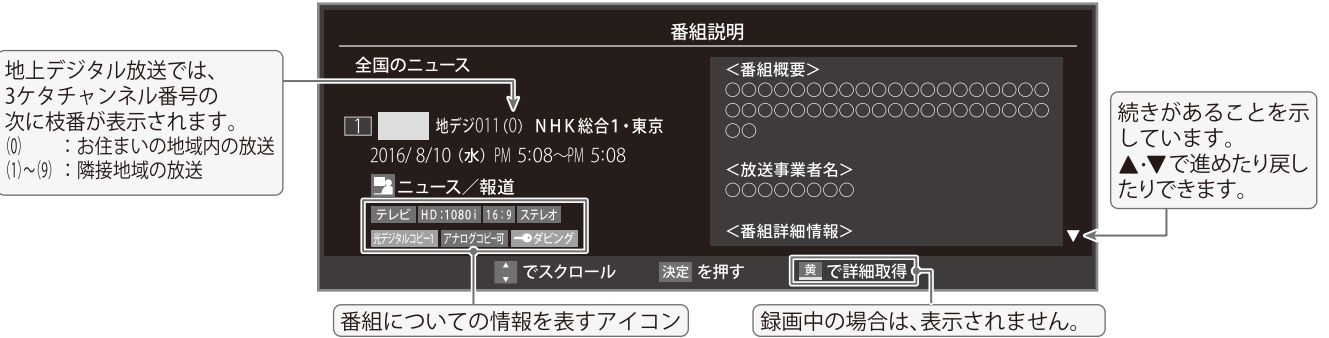 番組説明
全国のニュース
1 地デジ011(0) NHK総合1・東京
2016/ 8/10 (水) PM 5:08～PM 5:08
ニュース／報道
テレビ HD:1080i 16:9 ステレオ
光デジタルコピー1 アナログコピー可 ダビング
＜番組概要＞
○○○○○○○○○○○○○○○○○○
○○○○○○○○○○○○○○○○○○
○○
＜放送事業者名＞
○○○○○○○○
＜番組詳細情報＞
▼
でスクロール 決定 を押す 黄 で詳細取得
地上デジタル放送では、
3ケタチャンネル番号の
次に枝番が表示されます。
(0) ：お住まいの地域内の放送
(1)～(9) ：隣接地域の放送
続きがあることを示
しています。
▲・▼で進めたり戻し
たりできます。
番組についての情報を表すアイコン
録画中の場合は、表示されません。